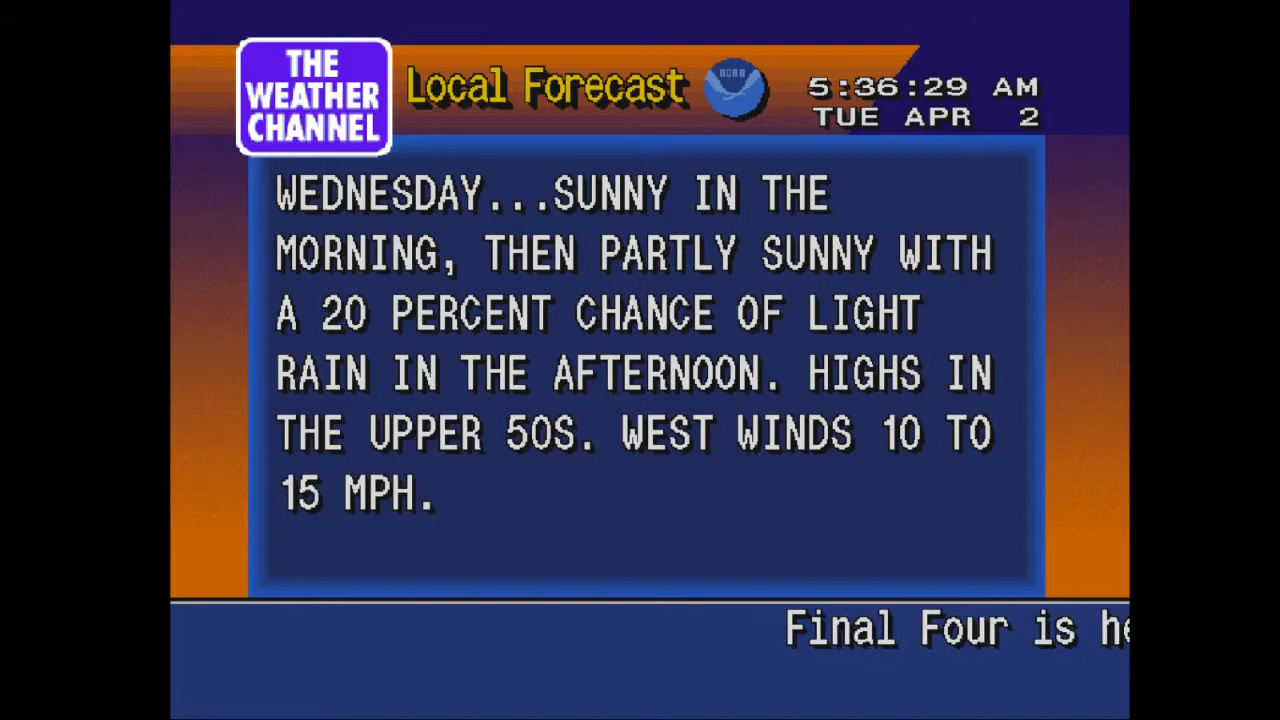 THE
WEATHER
CHANNEL
Local Forecast
NOAA
5:36:29 AM
TUE APR 2
WEDNESDAY...SUNNY IN THE
MORNING, THEN PARTLY SUNNY WITH
A 20 PERCENT CHANCE OF LIGHT
RAIN IN THE AFTERNOON. HIGHS IN
THE UPPER 50S. WEST WINDS 10 TO
15 MPH.
Final Four is he